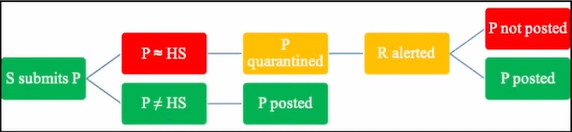 S submits P
P ≈ HS
P
quarantined
R alerted
P not posted
P posted
P ≠ HS
P posted